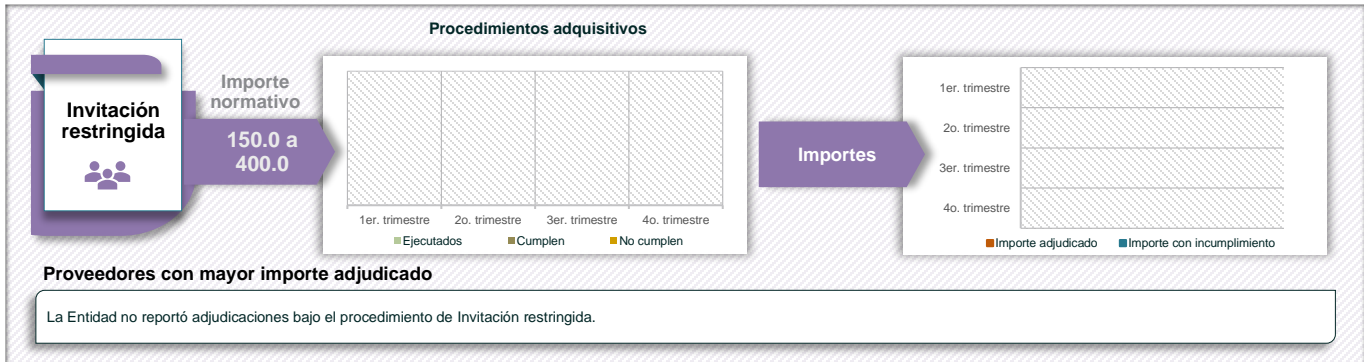 Procedimientos adquisitivos
Invitación
restringida
Importe
normativo
150.0 a
400.0
1er. trimestre
2o. trimestre
3er. trimestre
4o. trimestre
Ejecutados
Cumplen
No cumplen
Importes
1er. trimestre
2o. trimestre
3er. trimestre
4o. trimestre
Importe adjudicado
Importe con incumplimiento
Proveedores con mayor importe adjudicado
La Entidad no reportó adjudicaciones bajo el procedimiento de Invitación restringida.